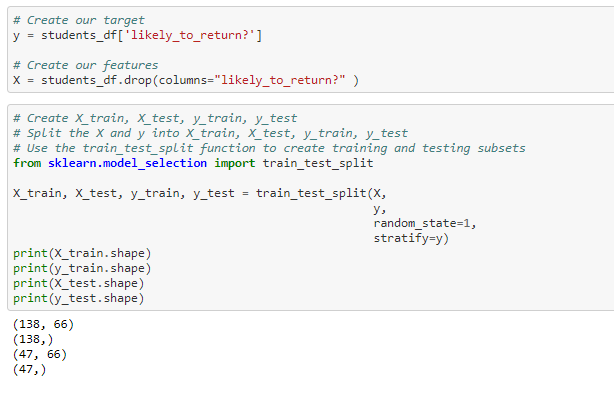 # Create our target
y = students_df['likely_to_return?']
# Create our features
X = students_df.drop(columns="likely_to_return?" )
# Create X_train, X_test, y_train, y_test
# Split the X and y into X_train, X_test, y_train, y_test
# Use the train_test_split function to create training and testing subsets
from sklearn.model_selection import train_test_split
X_train, X_test, y_train, y_test = train_test_split(X,
y,
random_state=1,
stratify=y)
print(X_train.shape)
print(y_train.shape)
print(X_test.shape)
print(y_test.shape)
(138, 66)
(138,)
(47, 66)
(47,)